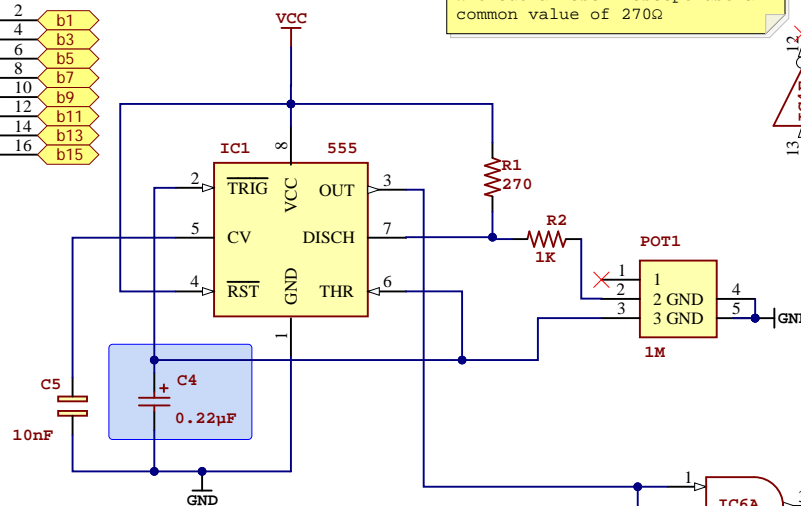 common value of 270Ω
2 b1
4 b3
6 b5
8 b7
10 b9
12 b11
14 b13
16 b15
VCC
IC1 555
8
2 TRIG VCC OUT 3
5 CV DISCH 7
4 RST GND THR 6
1
R1
270
R2
1K
POT1
1 1
2 2 GND 4
3 3 GND 5
1M
GND
C5
10nF
+ C4
0.22µF
GND
12
13
1
IC6A